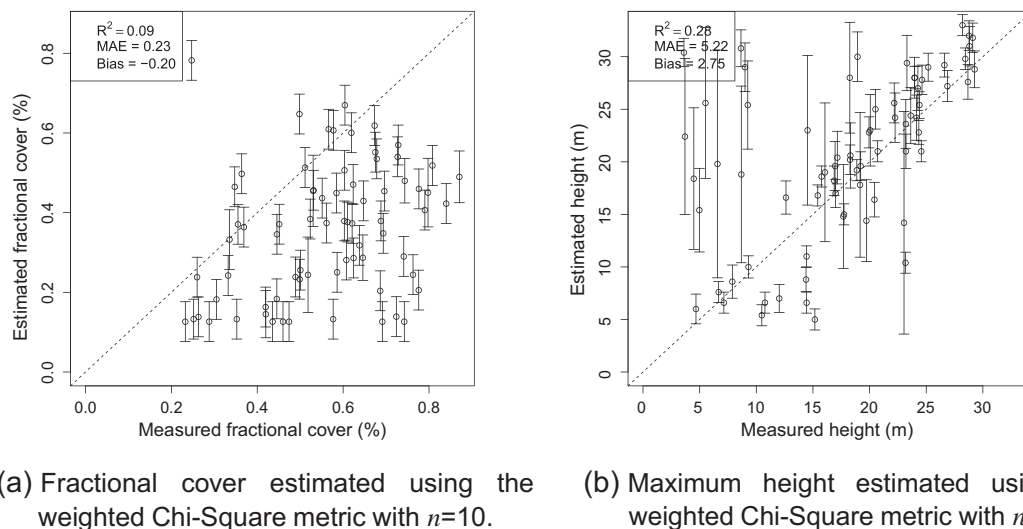 R² = 0.09
MAE = 0.23
Bias = −0.20
0.8
0.6
0.4
0.2
0.0
Estimated fractional cover (%)
0.0 0.2 0.4 0.6 0.8
Measured fractional cover (%)
(a) Fractional cover estimated using the
weighted Chi-Square metric with n=10.
R² = 0.28
MAE = 5.22
Bias = 2.75
30
25
20
15
10
5
0
Estimated height (m)
0 5 10 15 20 25 30
Measured height (m)
(b) Maximum height estimated usi
weighted Chi-Square metric with n